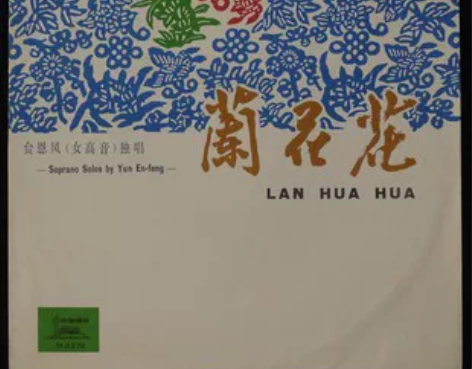 贠恩凤(女高音)独唱
— Soprano Solos by Yun En-feng —
蘭花花
LAN HUA HUA